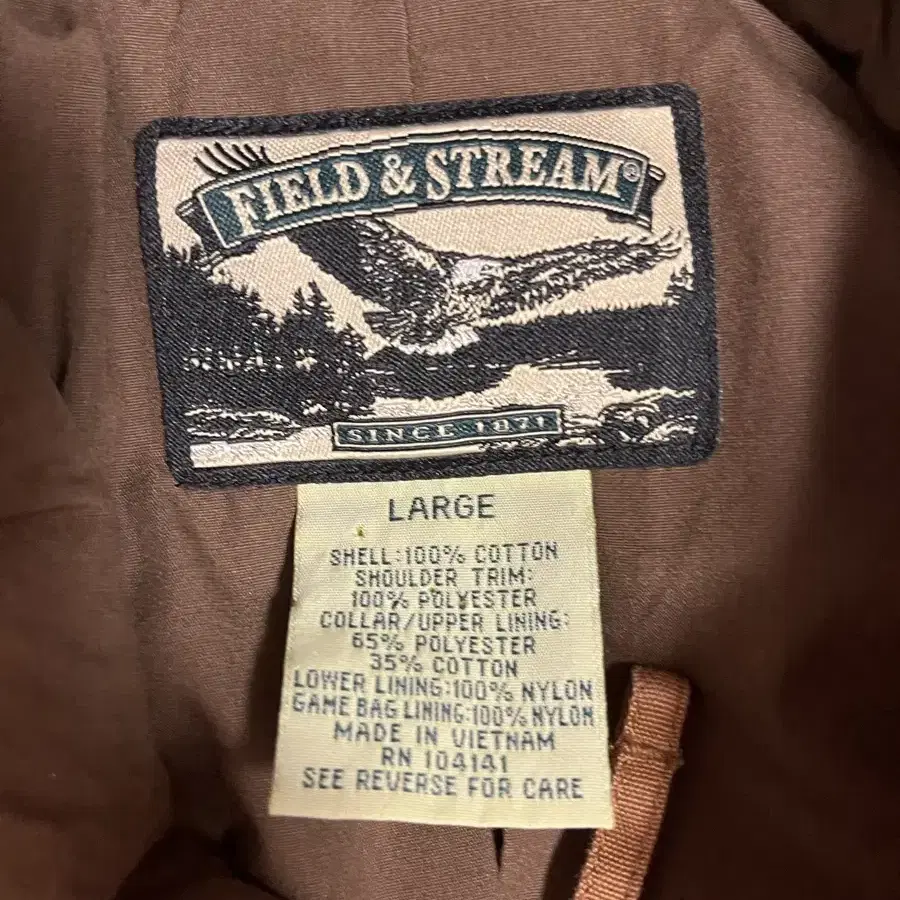 FIELD & STREAM®
SINCE 1871
LARGE
SHELL:100% COTTON
SHOULDER TRIM:
100% POLYESTER
COLLAR/UPPER LINING:
65% POLYESTER
35% COTTON
LOWER LINING:100% NYLON
GAME BAG LINING:100% NYLON
MADE IN VIETNAM
RN 104141
SEE REVERSE FOR CARE